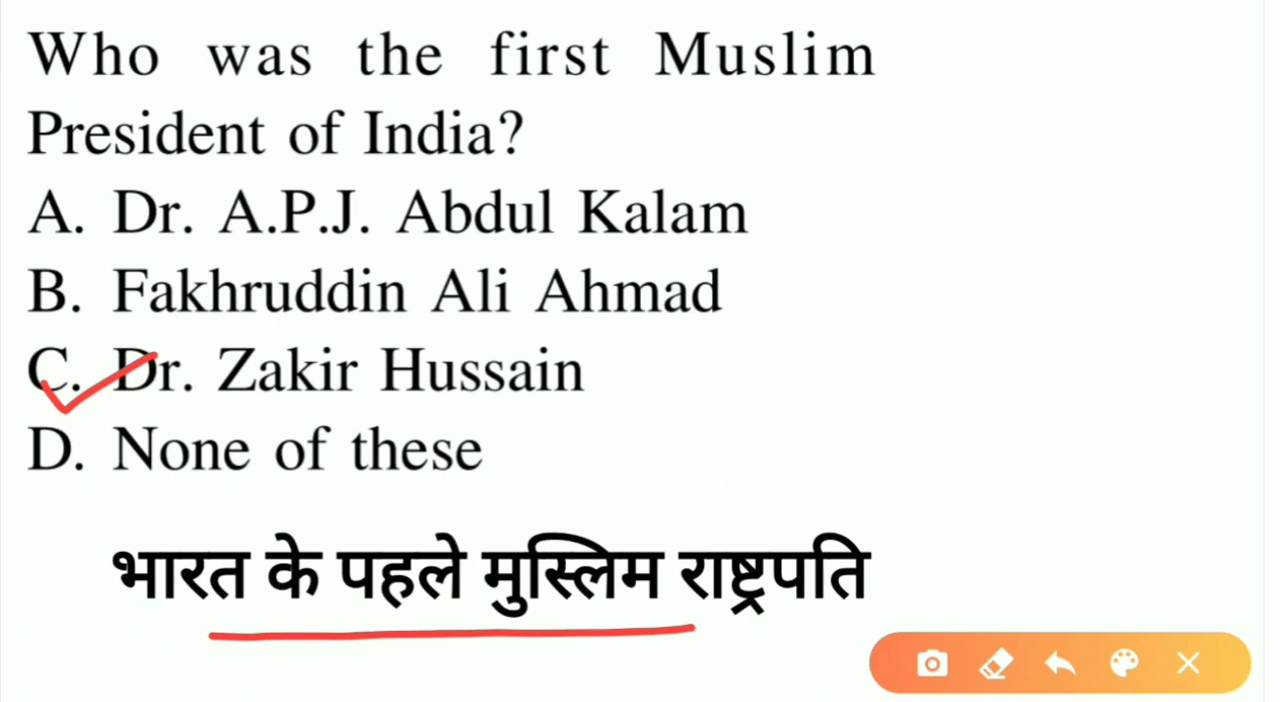 Who was the first Muslim
President of India?
A. Dr. A.P.J. Abdul Kalam
B. Fakhruddin Ali Ahmad
C. Dr. Zakir Hussain
D. None of these
भारत के पहले मुस्लिम राष्ट्रपति